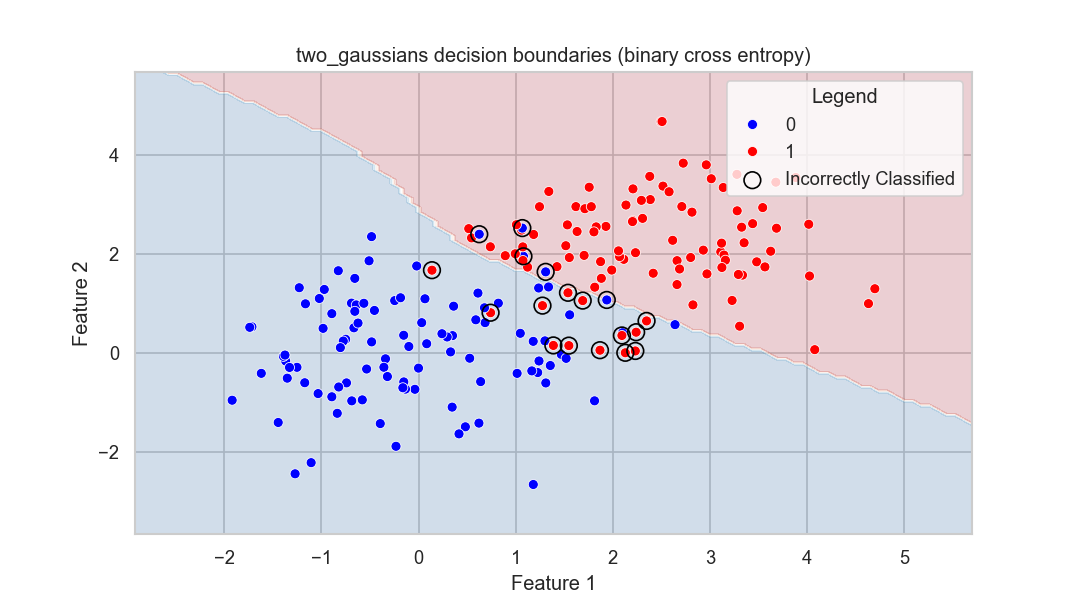 two_gaussians decision boundaries (binary cross entropy)
Legend
0
1
Incorrectly Classified
4
2
0
−2
Feature 2
−2
−1
0
1
2
3
4
5
Feature 1